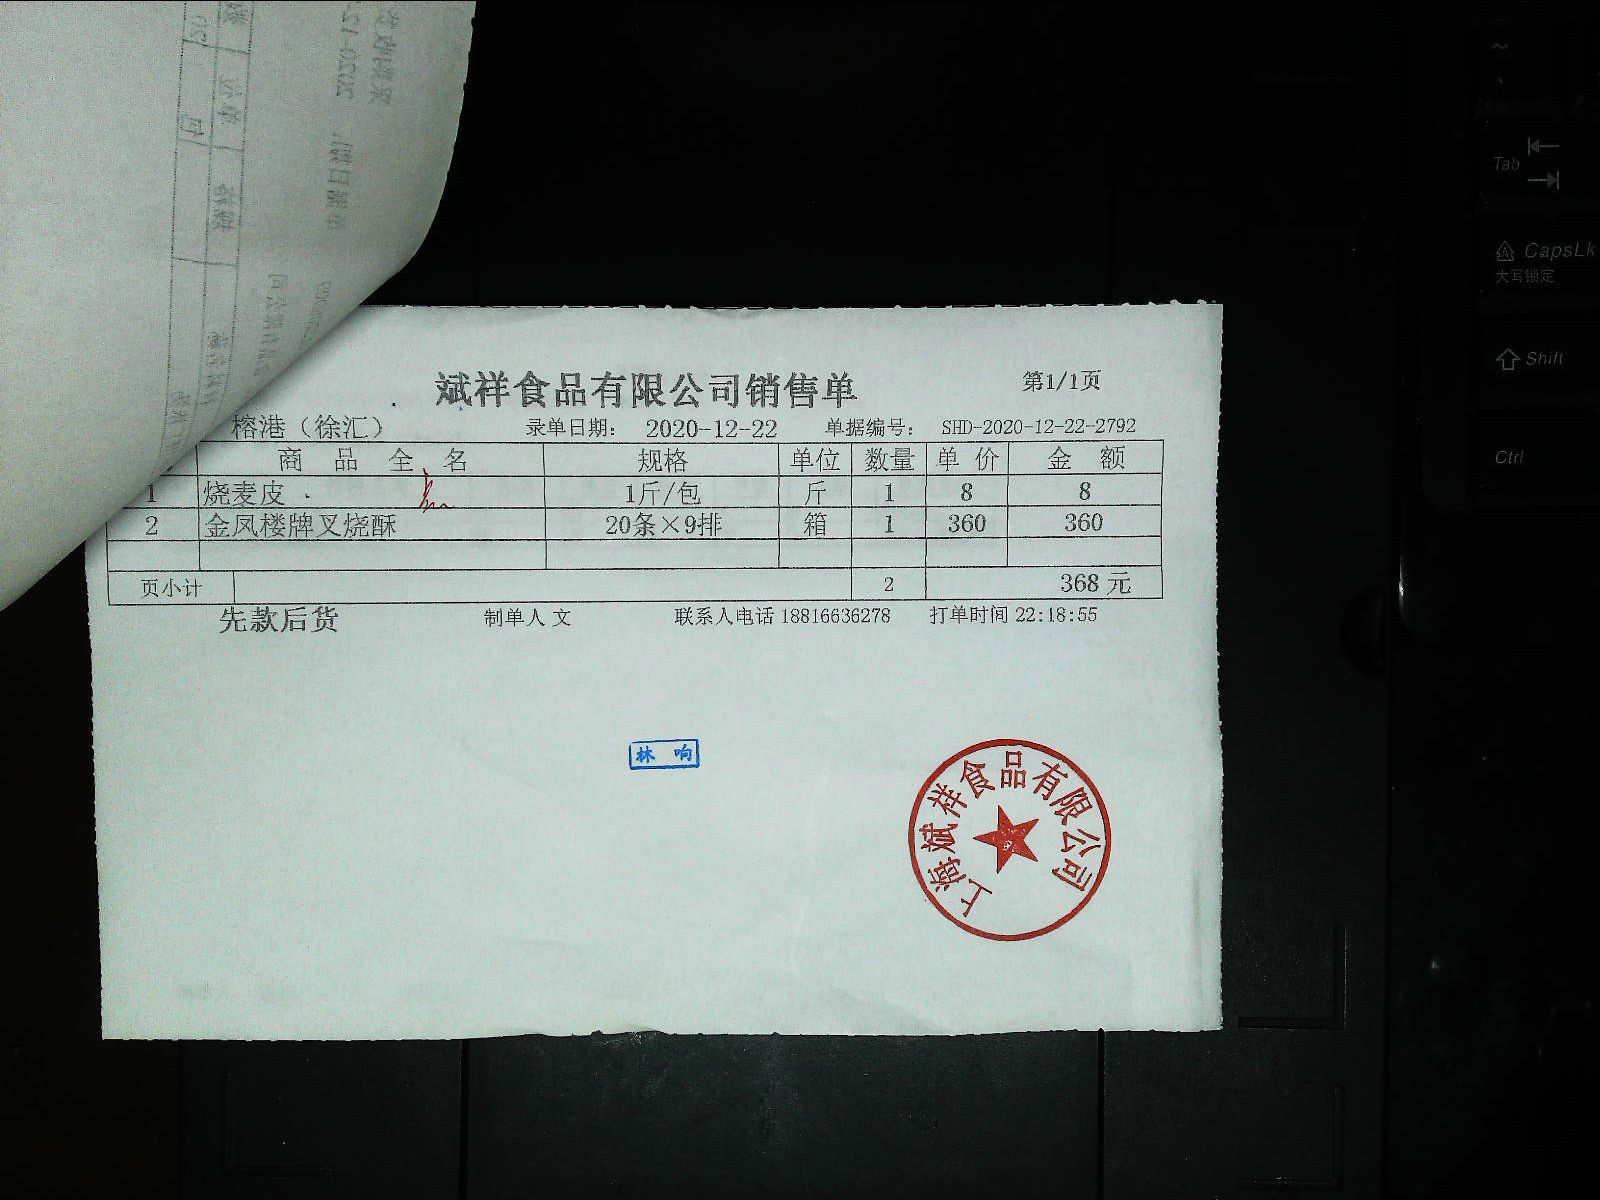 斌祥食品有限公司销售单 第1/1页
榕港（徐汇） 录单日期： 2020-12-22 单据编号： SHD-2020-12-22-2792
商 品 全 名 规格 单位 数量 单 价 金 额
1 烧麦皮 1斤/包 斤 1 8 8
2 金凤楼牌叉烧酥 20条×9排 箱 1 360 360
页小计 2 368 元
先款后货 制单人 文 联系人电话 18816636278 打单时间 22:18:55
林 响
上海斌祥食品有限公司
Tab
CapsLk
大写锁定
Shift
Ctrl